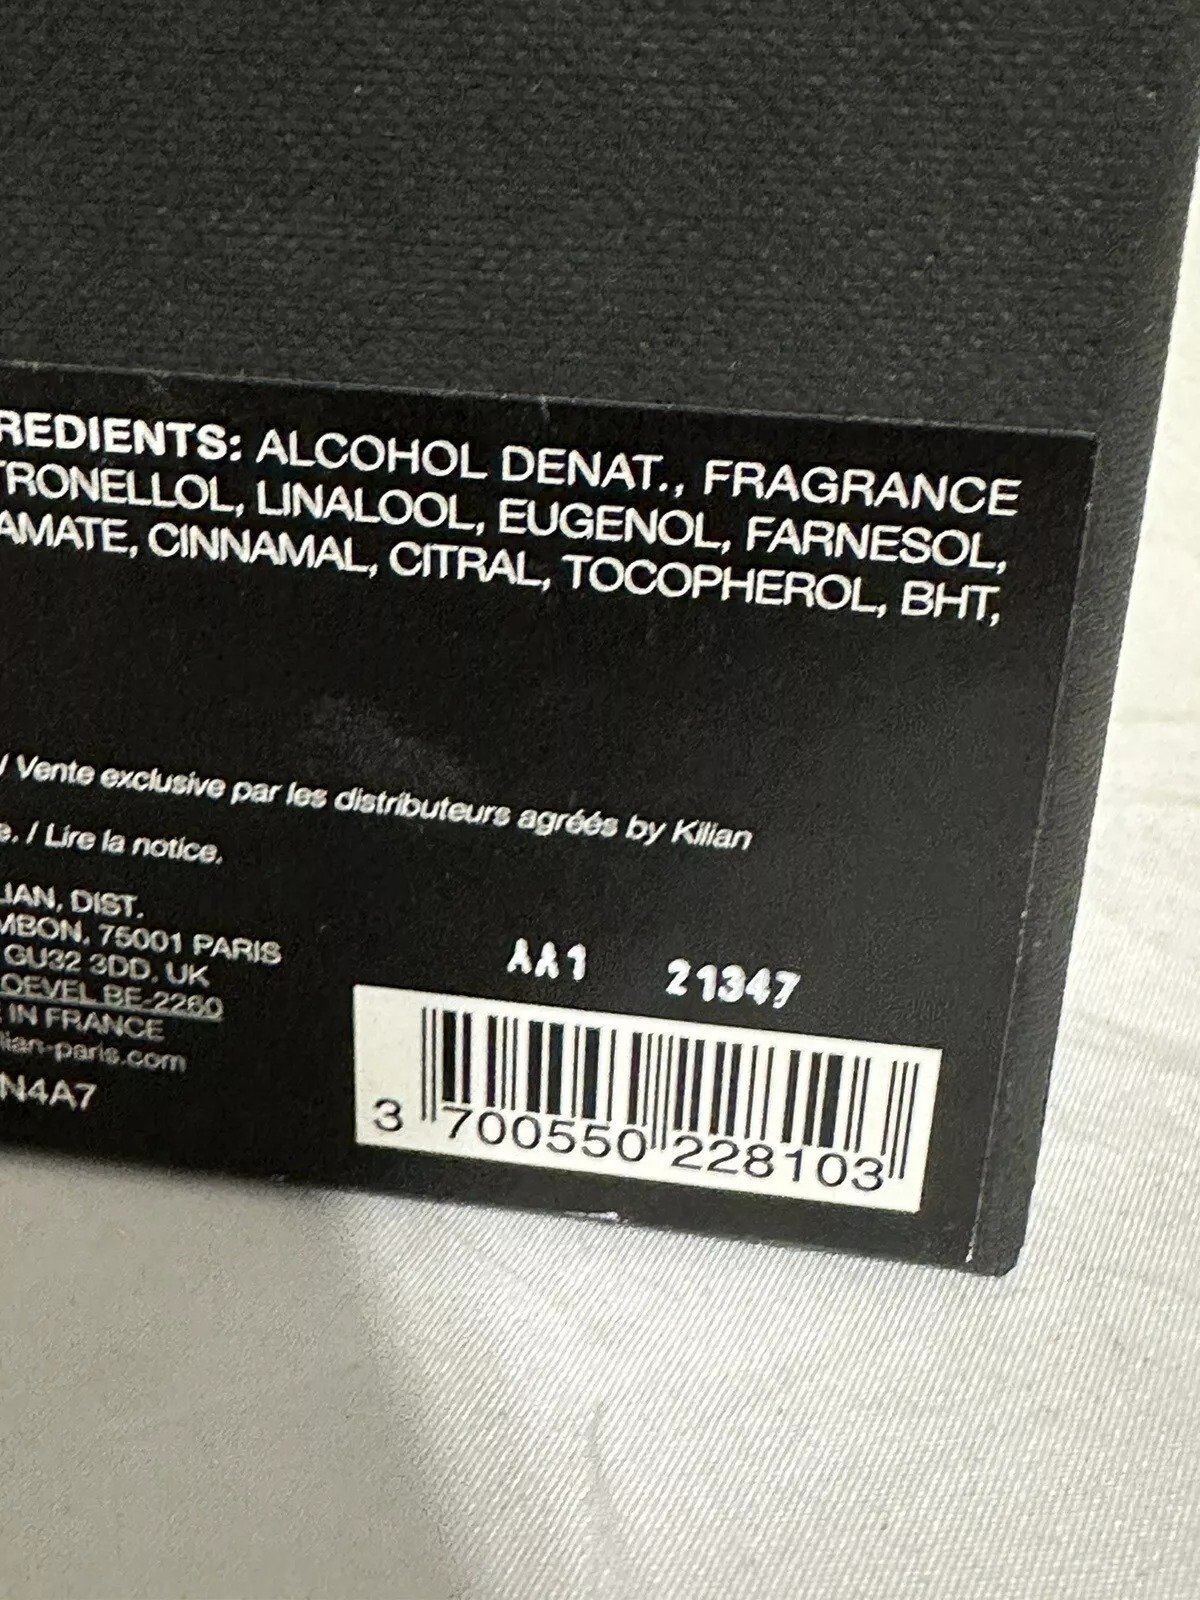 REDIENTS: ALCOHOL DENAT., FRAGRANCE
TRONELLOL, LINALOOL, EUGENOL, FARNESOL,
AMATE, CINNAMAL, CITRAL, TOCOPHEROL, BHT,
/ Vente exclusive par les distributeurs agréés by Kilian
e. / Lire la notice.
LIAN, DIST.
MBON, 75001 PARIS
GU32 3DD, UK
OEVEL BE-2260
IN FRANCE
lian-paris.com
N4A7
AA1 21347
3 700550 228103